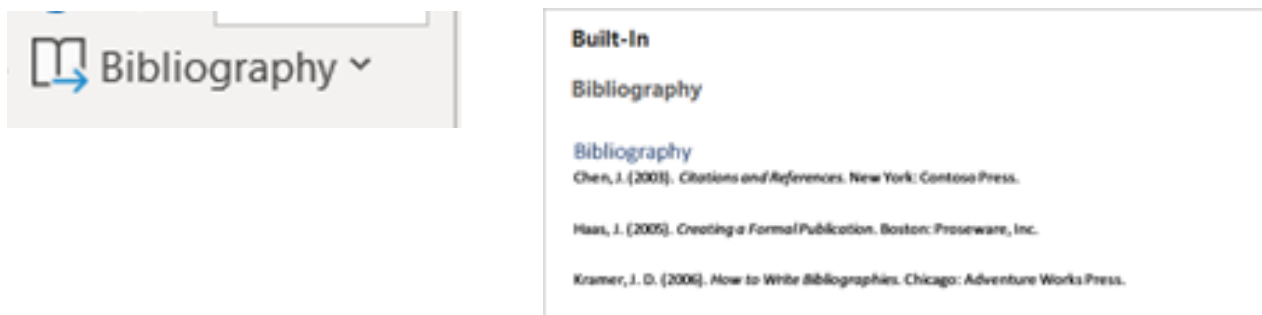 Bibliography
Built-In
Bibliography
Bibliography
Chen, J. (2003). Citations and References. New York: Contoso Press.
Haas, J. (2005). Creating a Formal Publication. Boston: Proseware, Inc.
Kramer, J. D. (2006). How to Write Bibliographies. Chicago: Adventure Works Press.